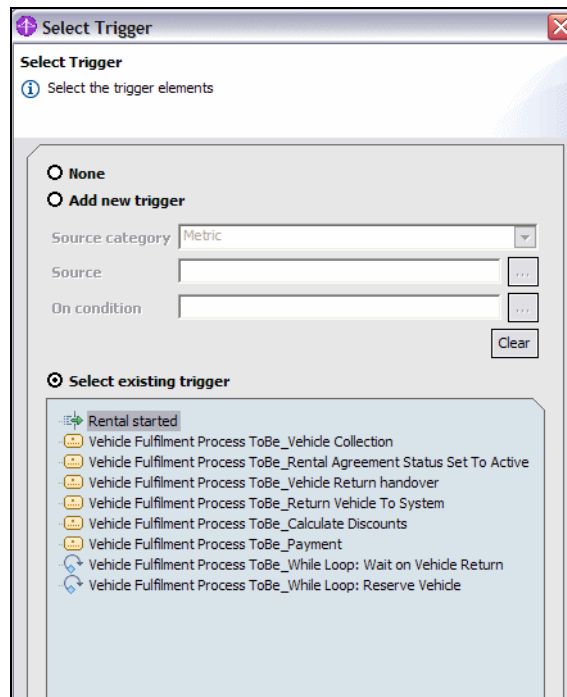 Select Trigger
Select Trigger
Select the trigger elements
None
Add new trigger
Source category Metric
Source ...
On condition ...
Clear
Select existing trigger
Rental started
Vehicle Fulfilment Process ToBe_Vehicle Collection
Vehicle Fulfilment Process ToBe_Rental Agreement Status Set To Active
Vehicle Fulfilment Process ToBe_Vehicle Return handover
Vehicle Fulfilment Process ToBe_Return Vehicle To System
Vehicle Fulfilment Process ToBe_Calculate Discounts
Vehicle Fulfilment Process ToBe_Payment
Vehicle Fulfilment Process ToBe_While Loop: Wait on Vehicle Return
Vehicle Fulfilment Process ToBe_While Loop: Reserve Vehicle